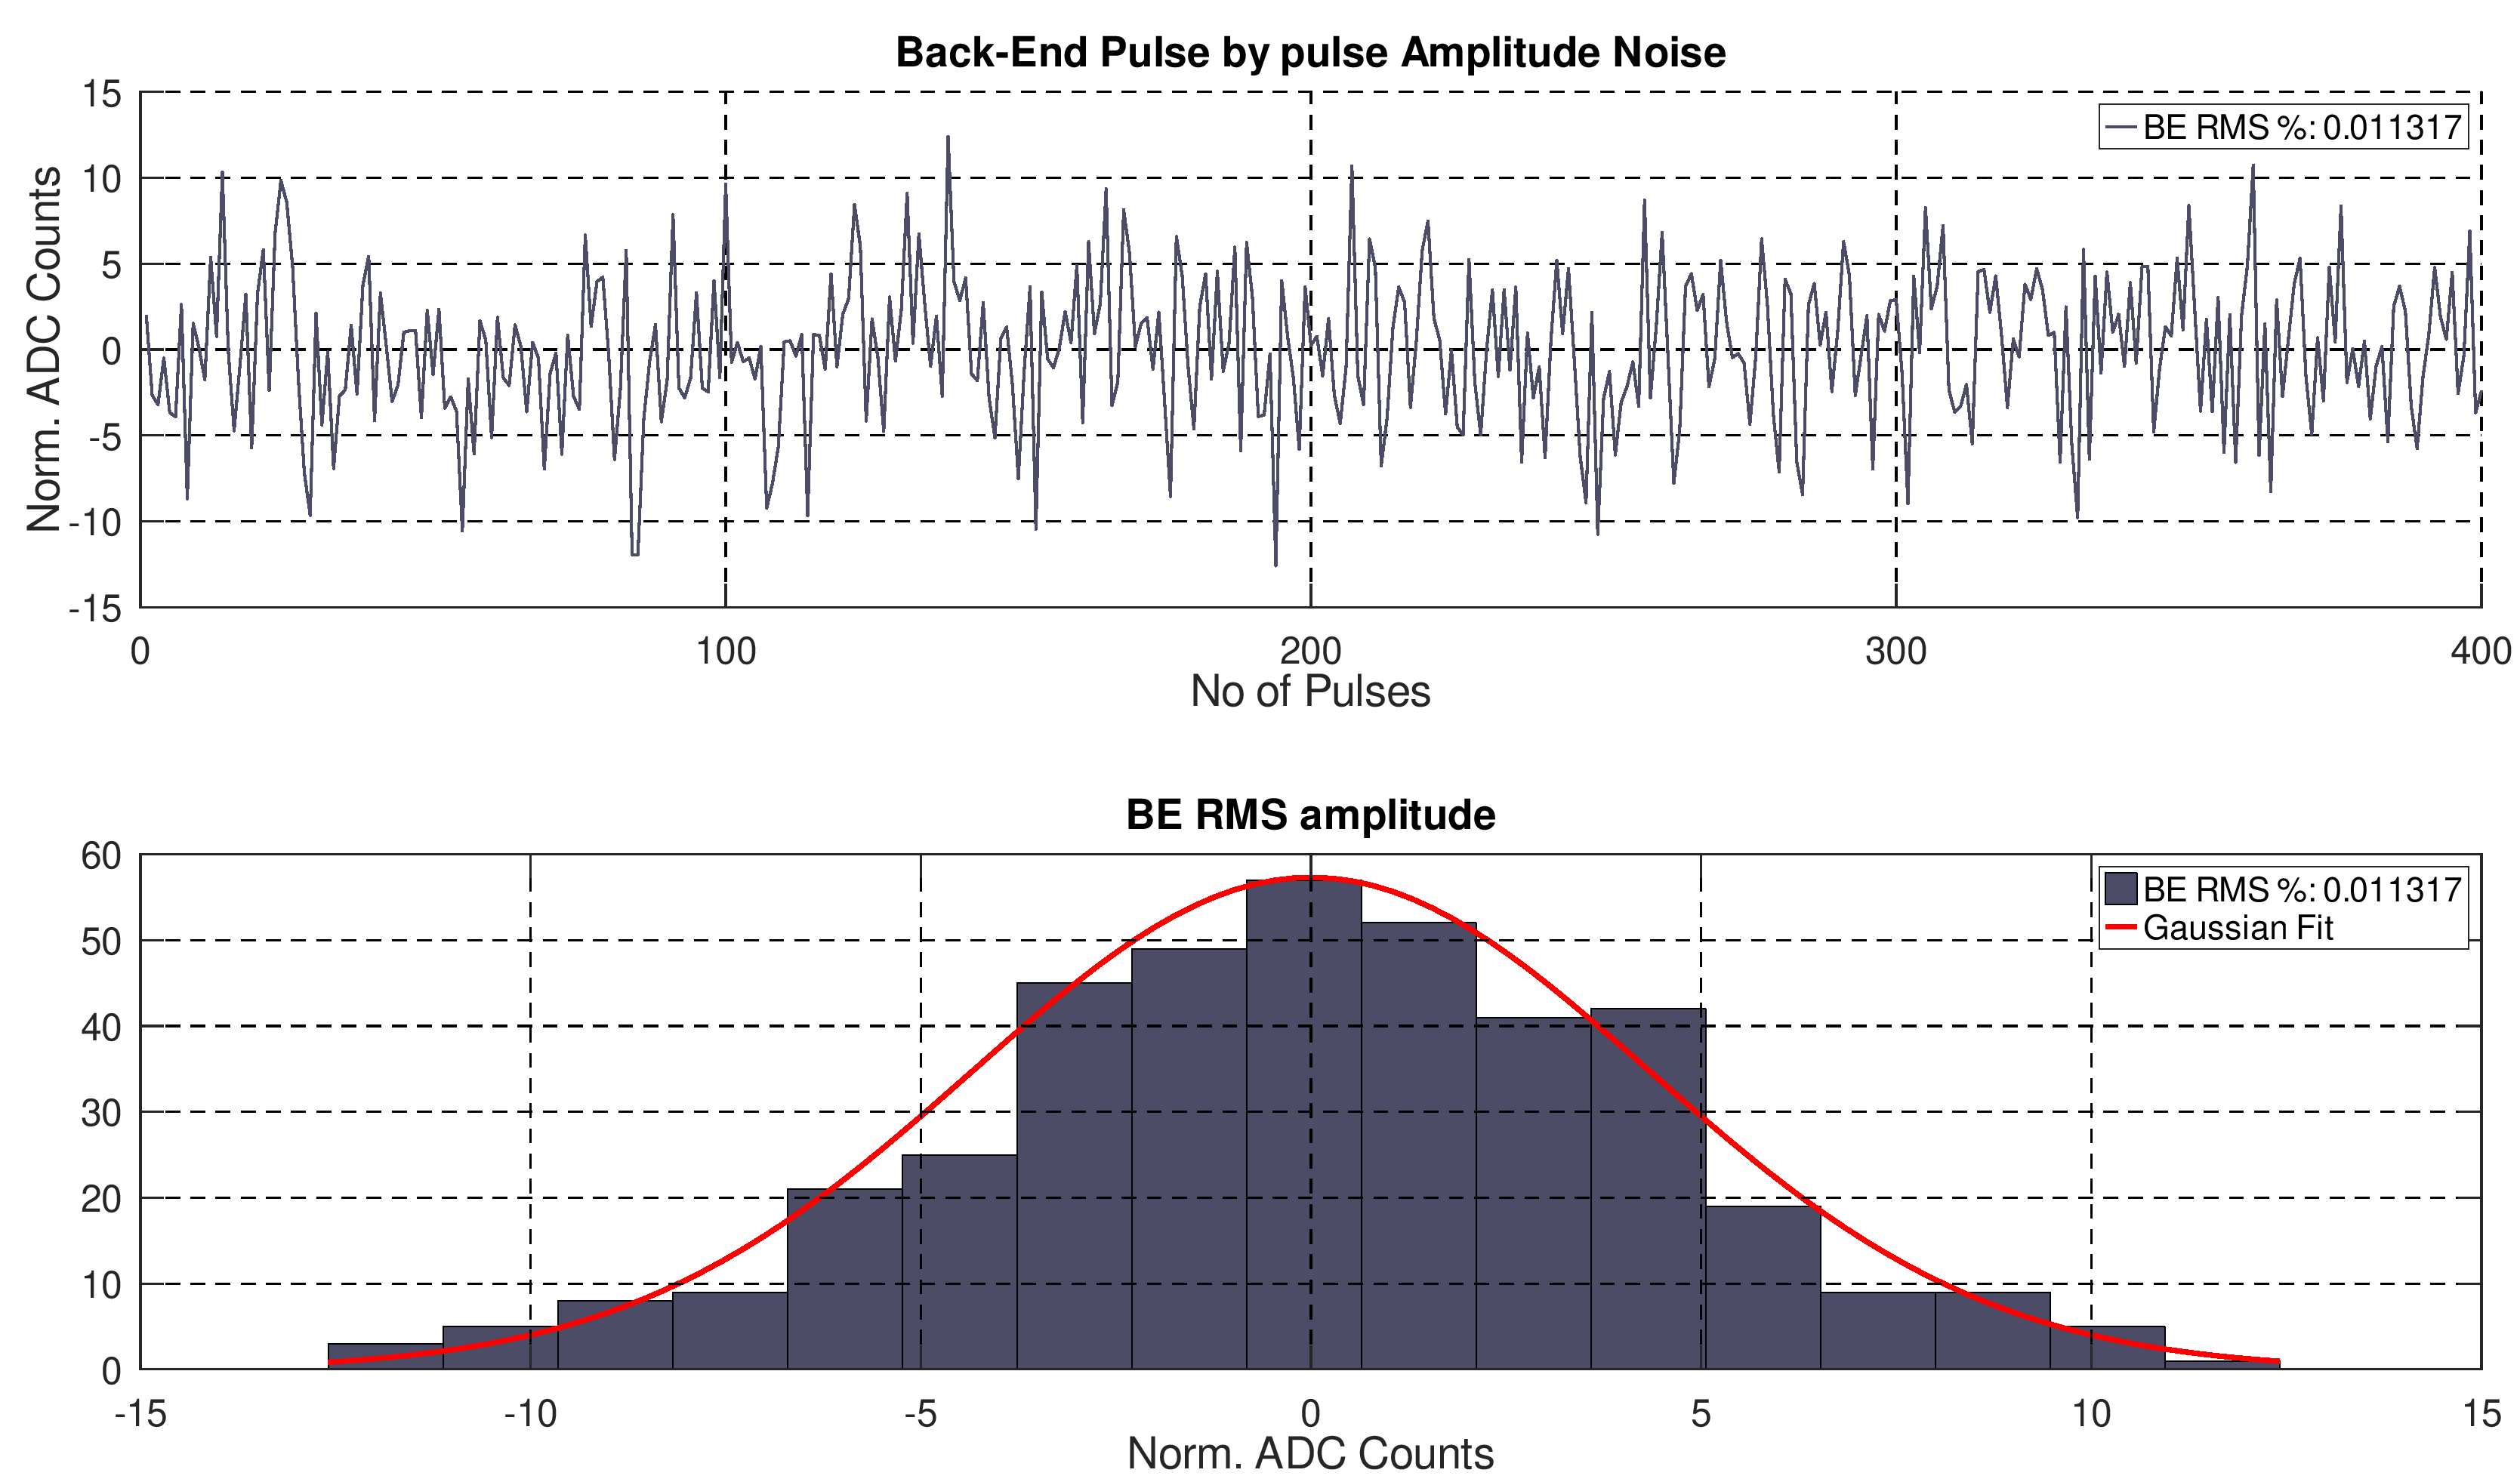 Back-End Pulse by pulse Amplitude Noise
15
10
5
0
-5
-10
-15
Norm. ADC Counts
BE RMS %: 0.011317
0 100 200 300 400
No of Pulses
BE RMS amplitude
60
50
40
30
20
10
0
BE RMS %: 0.011317
Gaussian Fit
-15 -10 -5 0 5 10 15
Norm. ADC Counts